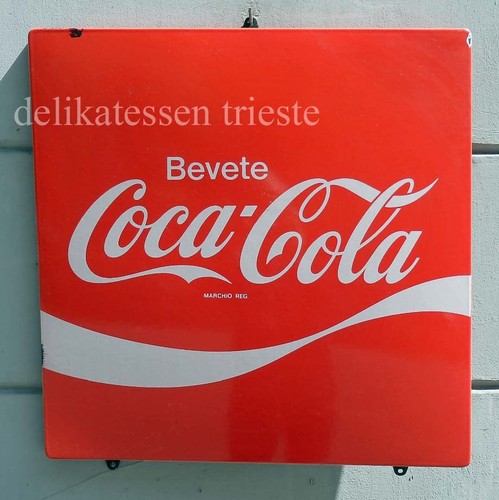 delikatessen trieste
Bevete
Coca-Cola
MARCHIO REG